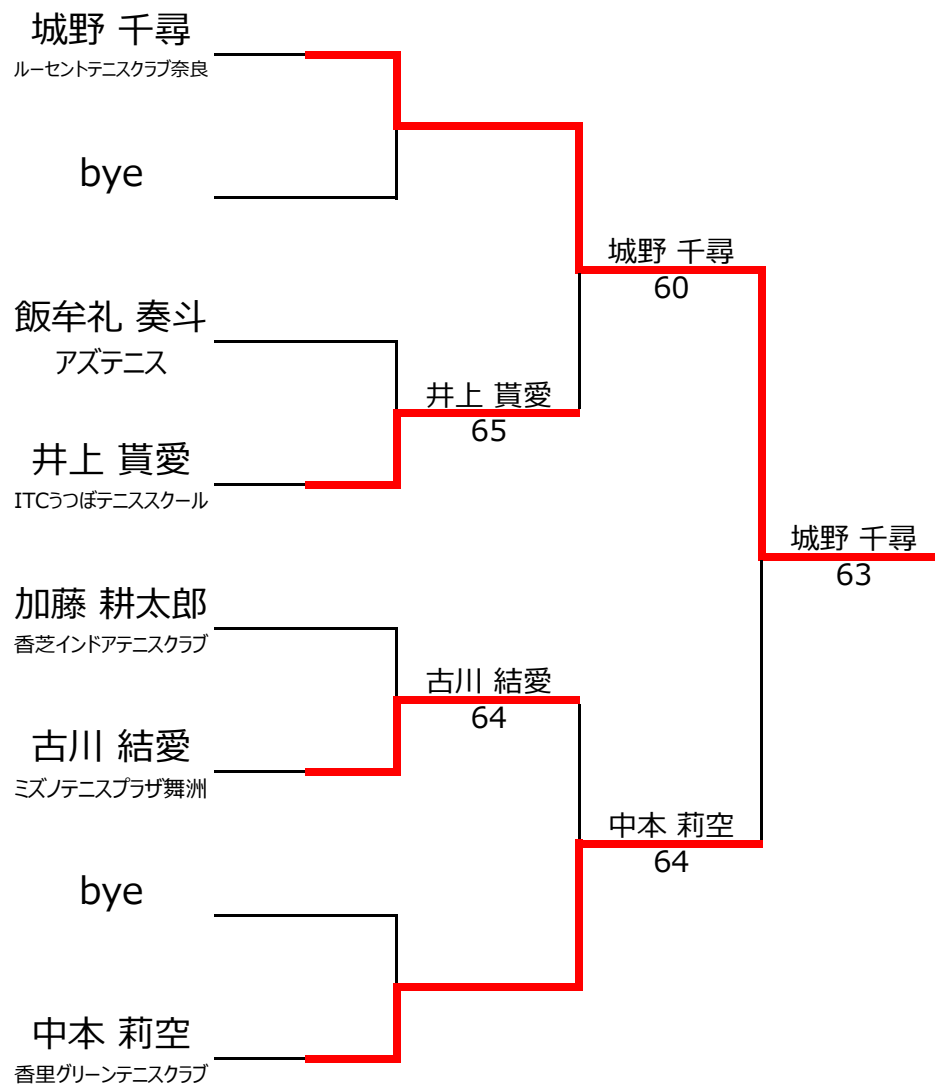 城野 千尋
ルーセントテニスクラブ奈良
bye
城野 千尋
60
飯牟礼 奏斗
アズテニス
井上 貰愛
65
井上 貰愛
ITCうつぼテニススクール
城野 千尋
63
加藤 耕太郎
香芝インドアテニスクラブ
古川 結愛
64
古川 結愛
ミズノテニスプラザ舞洲
中本 莉空
64
bye
中本 莉空
香里グリーンテニスクラブ